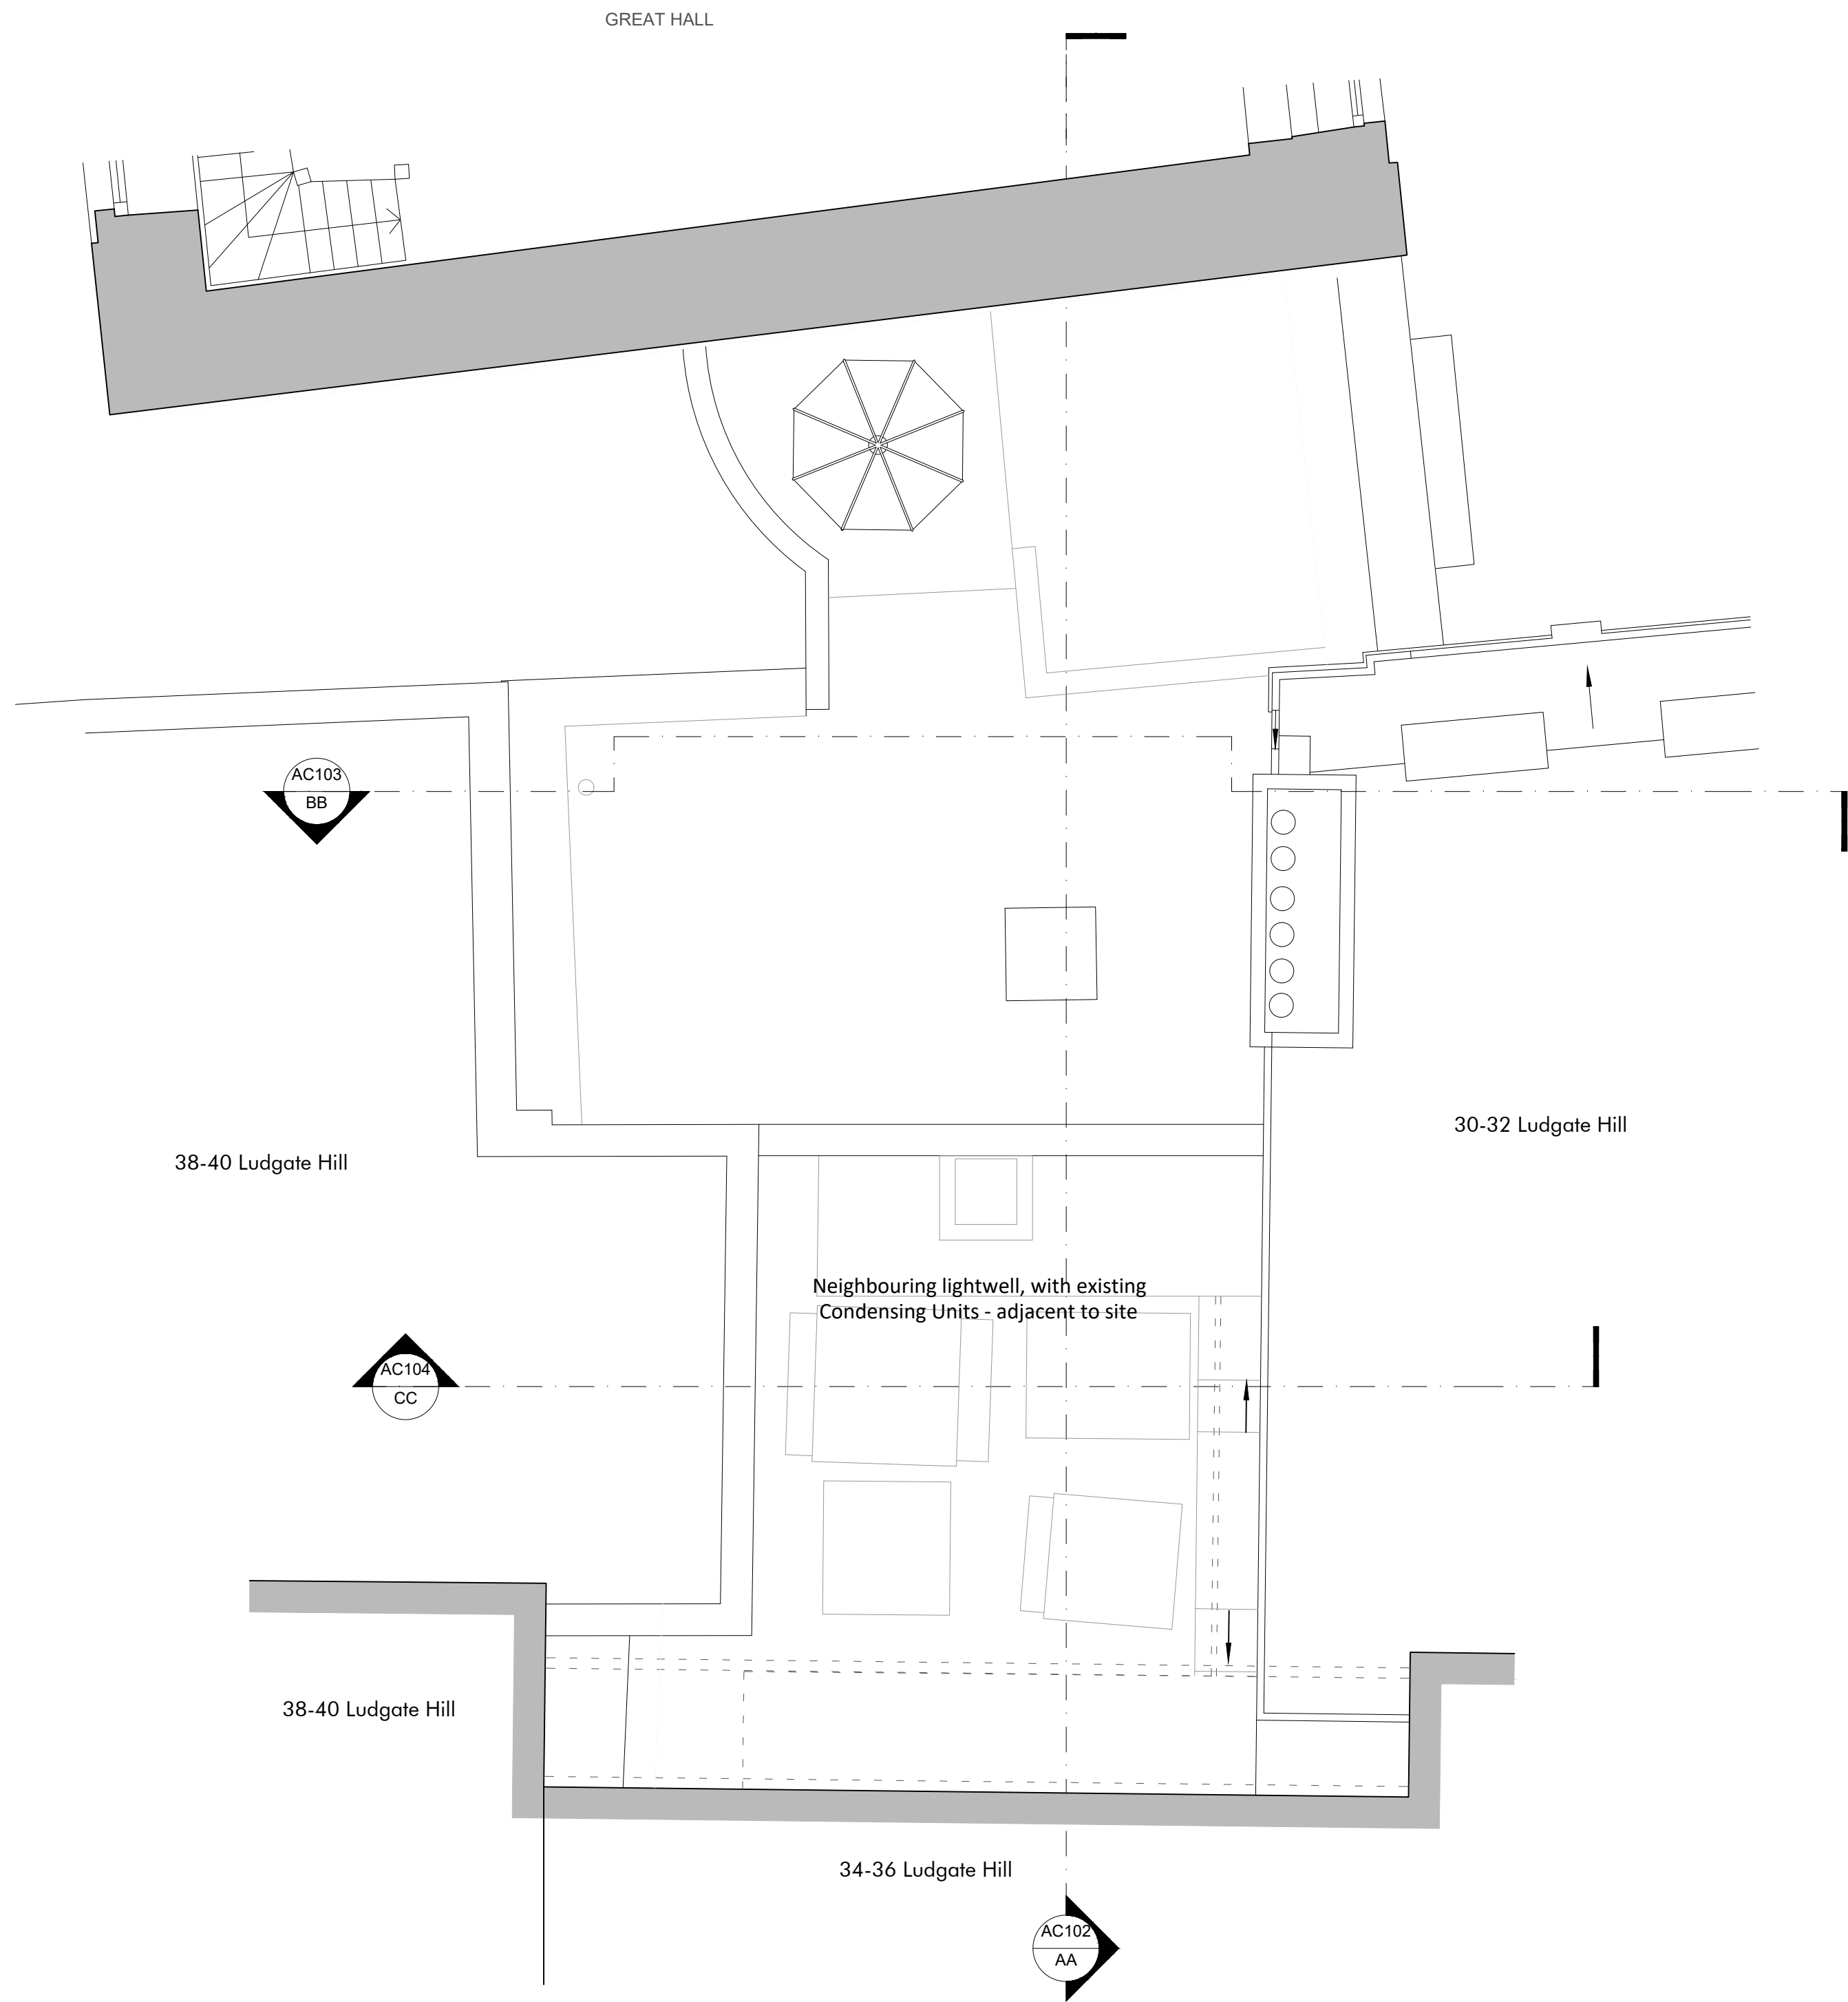 GREAT HALL
AC103
BB
30-32 Ludgate Hill
38-40 Ludgate Hill
Neighbouring lightwell, with existing
Condensing Units - adjacent to site
AC104
CC
38-40 Ludgate Hill
34-36 Ludgate Hill
AC102
AA